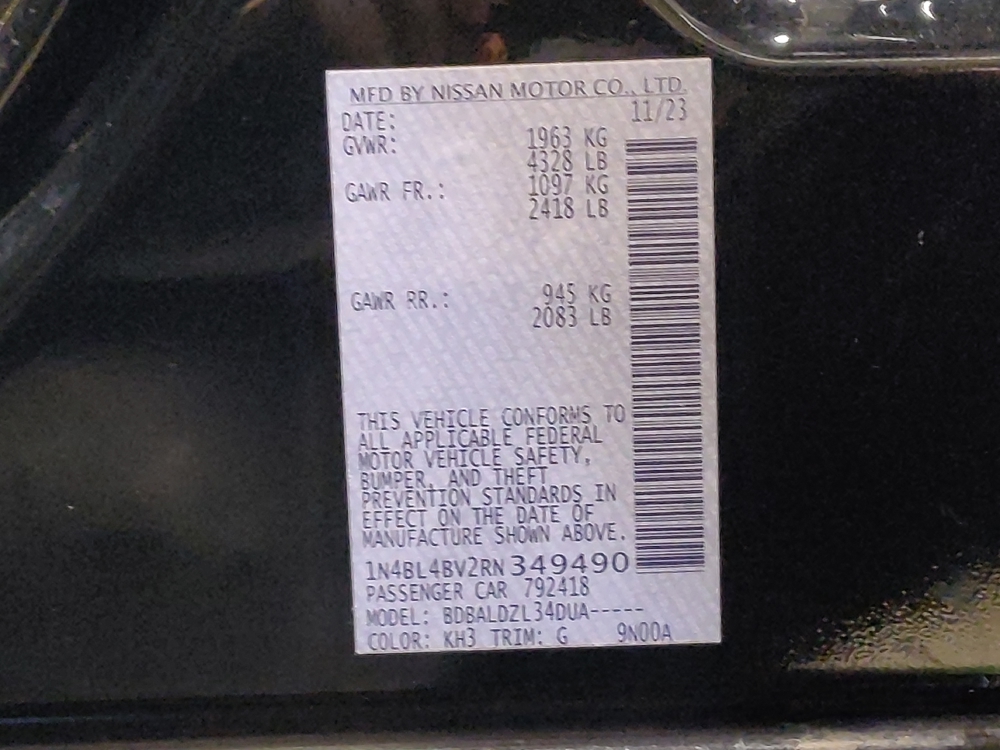 MFD BY NISSAN MOTOR CO., LTD.
DATE: 11/23
GVWR: 1963 KG
4328 LB
GAWR FR.: 1097 KG
2418 LB
GAWR RR.: 945 KG
2083 LB
THIS VEHICLE CONFORMS TO
ALL APPLICABLE FEDERAL
MOTOR VEHICLE SAFETY,
BUMPER, AND THEFT
PREVENTION STANDARDS IN
EFFECT ON THE DATE OF
MANUFACTURE SHOWN ABOVE.
1N4BL4BV2RN349490
PASSENGER CAR 792418
MODEL: BDBALDZL34DUA-----
COLOR: KH3 TRIM: G 9N00A